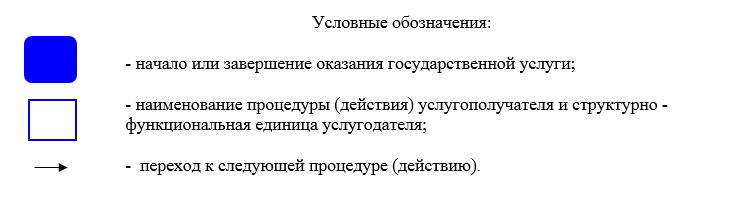 Условные обозначения:
- начало или завершение оказания государственной услуги;
- наименование процедуры (действия) услугополучателя и структурно -
функциональная единица услугодателя;
- переход к следующей процедуре (действию).